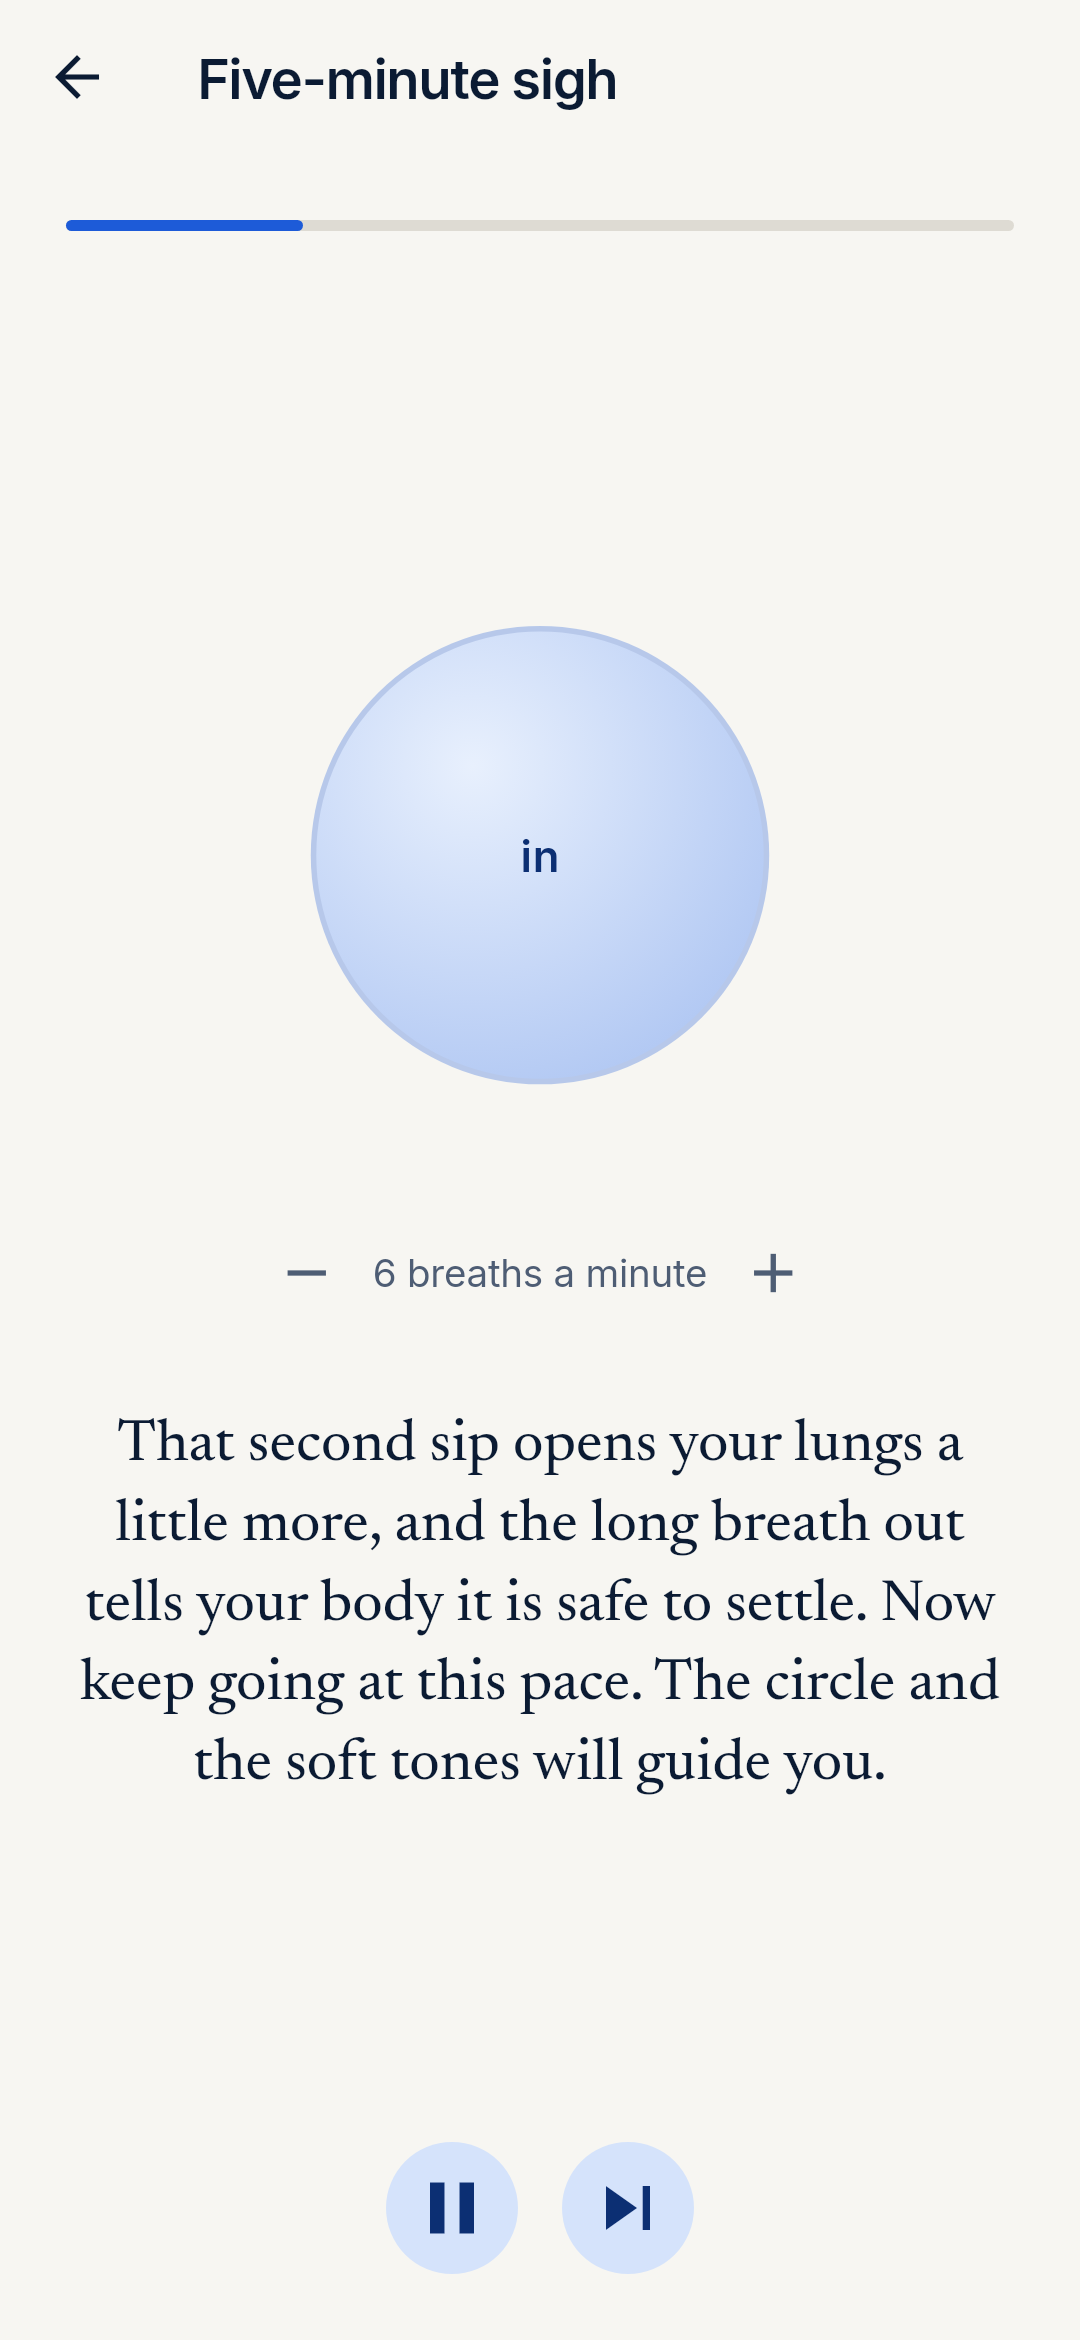 Five-minute sigh
in
6 breaths a minute
That second sip opens your lungs a
little more, and the long breath out
tells your body it is safe to settle. Now
keep going at this pace. The circle and
the soft tones will guide you.